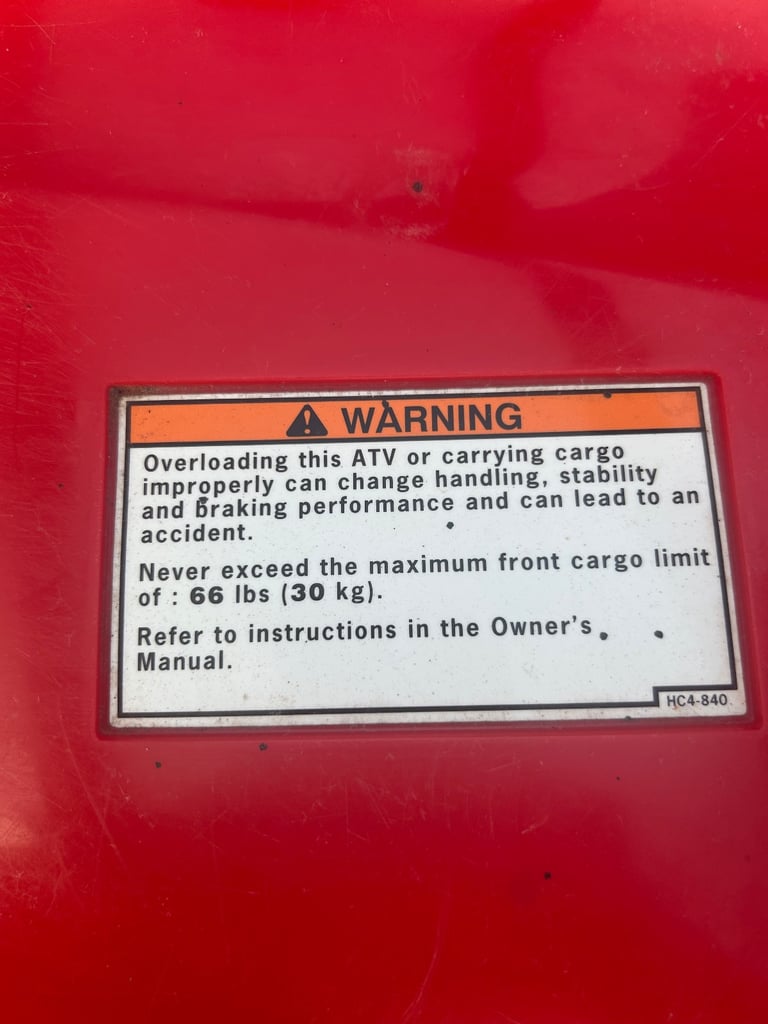 WARNING
Overloading this ATV or carrying cargo
improperly can change handling, stability
and braking performance and can lead to an
accident.
Never exceed the maximum front cargo limit
of : 66 lbs (30 kg).
Refer to instructions in the Owner's
Manual.
HC4-840